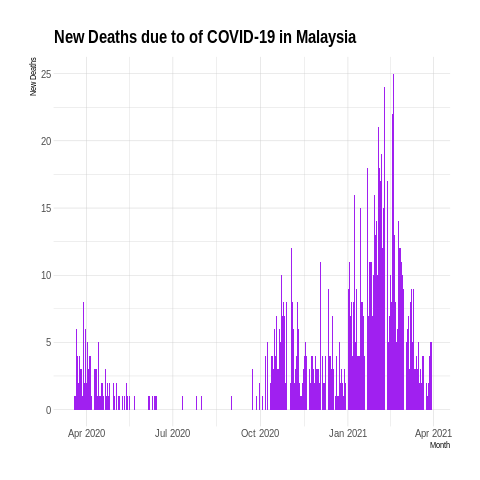 New Deaths due to of COVID-19 in Malaysia
New Deaths
25
20
15
10
5
0
Apr 2020 Jul 2020 Oct 2020 Jan 2021 Apr 2021
Month